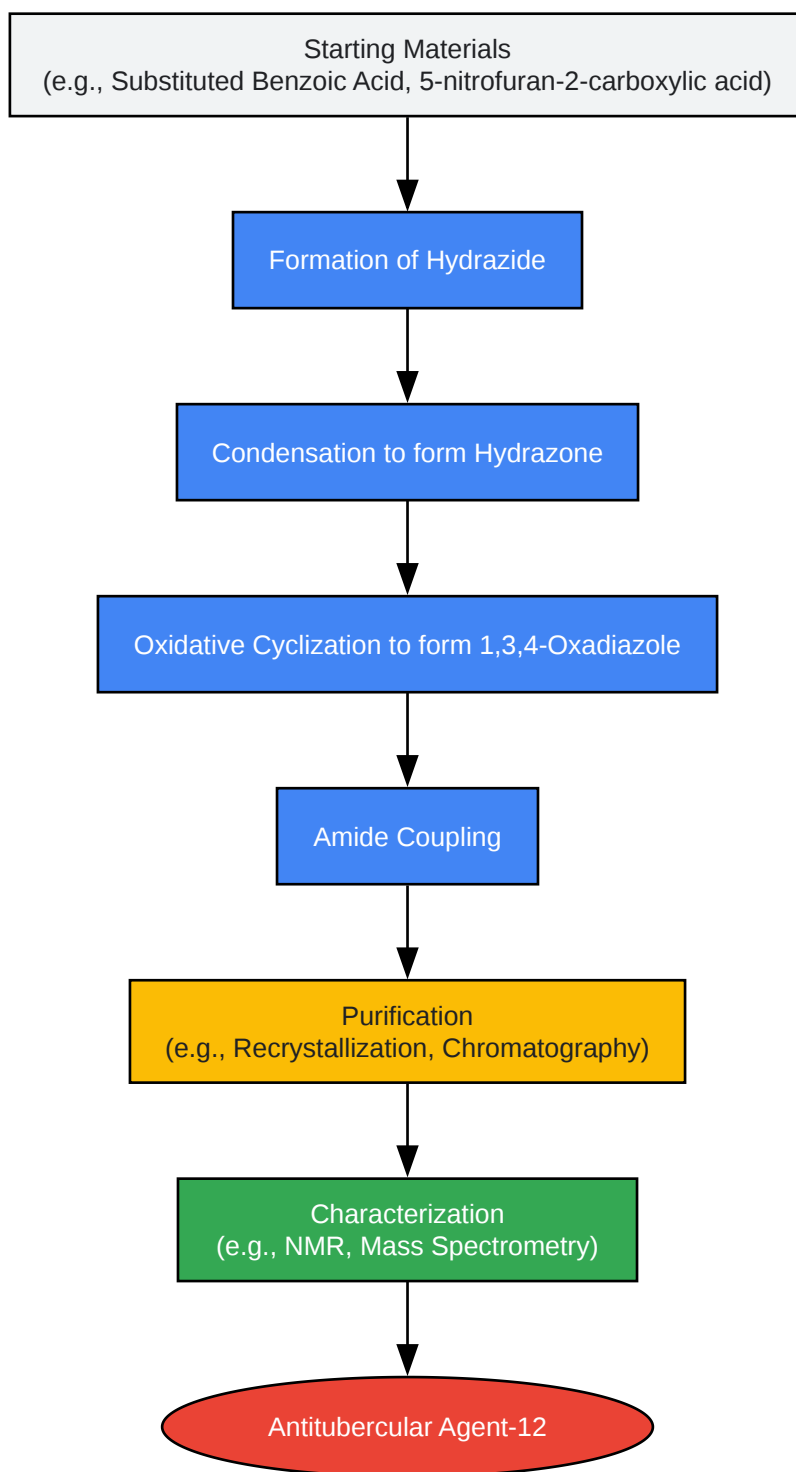 Starting Materials
(e.g., Substituted Benzoic Acid, 5-nitrofuran-2-carboxylic acid)
Formation of Hydrazide
Condensation to form Hydrazone
Oxidative Cyclization to form 1,3,4-Oxadiazole
Amide Coupling
Purification
(e.g., Recrystallization, Chromatography)
Characterization
(e.g., NMR, Mass Spectrometry)
Antitubercular Agent-12